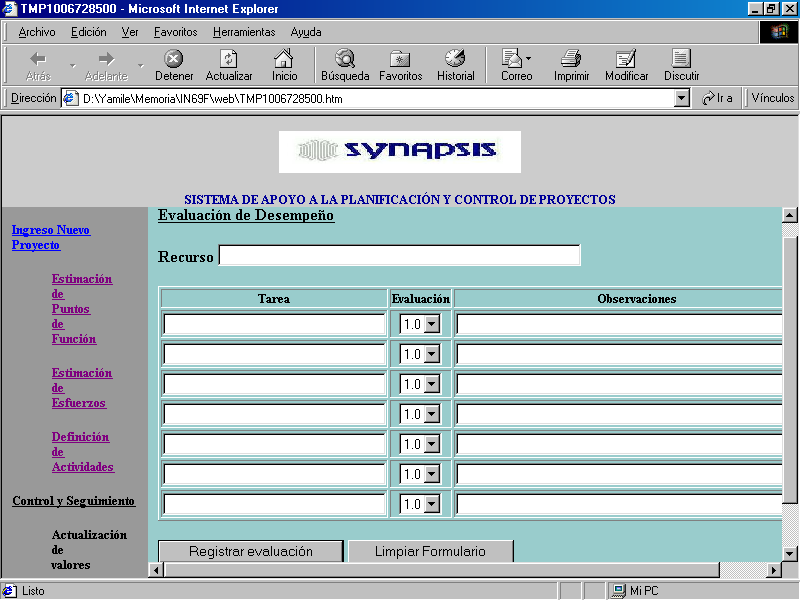 TMP1006728500 - Microsoft Internet Explorer
Archivo Edición Ver Favoritos Herramientas Ayuda
Atrás Adelante Detener Actualizar Inicio Búsqueda Favoritos Historial Correo Imprimir Modificar Discutir
Dirección D:\Yamile\Memoria\IN69F\web\TMP1006728500.htm Ir a Vínculos
synapsis
SISTEMA DE APOYO A LA PLANIFICACIÓN Y CONTROL DE PROYECTOS
Ingreso Nuevo
Proyecto
Estimación
de
Puntos
de
Función
Estimación
de
Esfuerzos
Definición
de
Actividades
Control y Seguimiento
Actualización
de
valores
Evaluación de Desempeño
Recurso
Tarea Evaluación Observaciones
1.0
1.0
1.0
1.0
1.0
1.0
1.0
Registrar evaluación Limpiar Formulario
Listo Mi PC